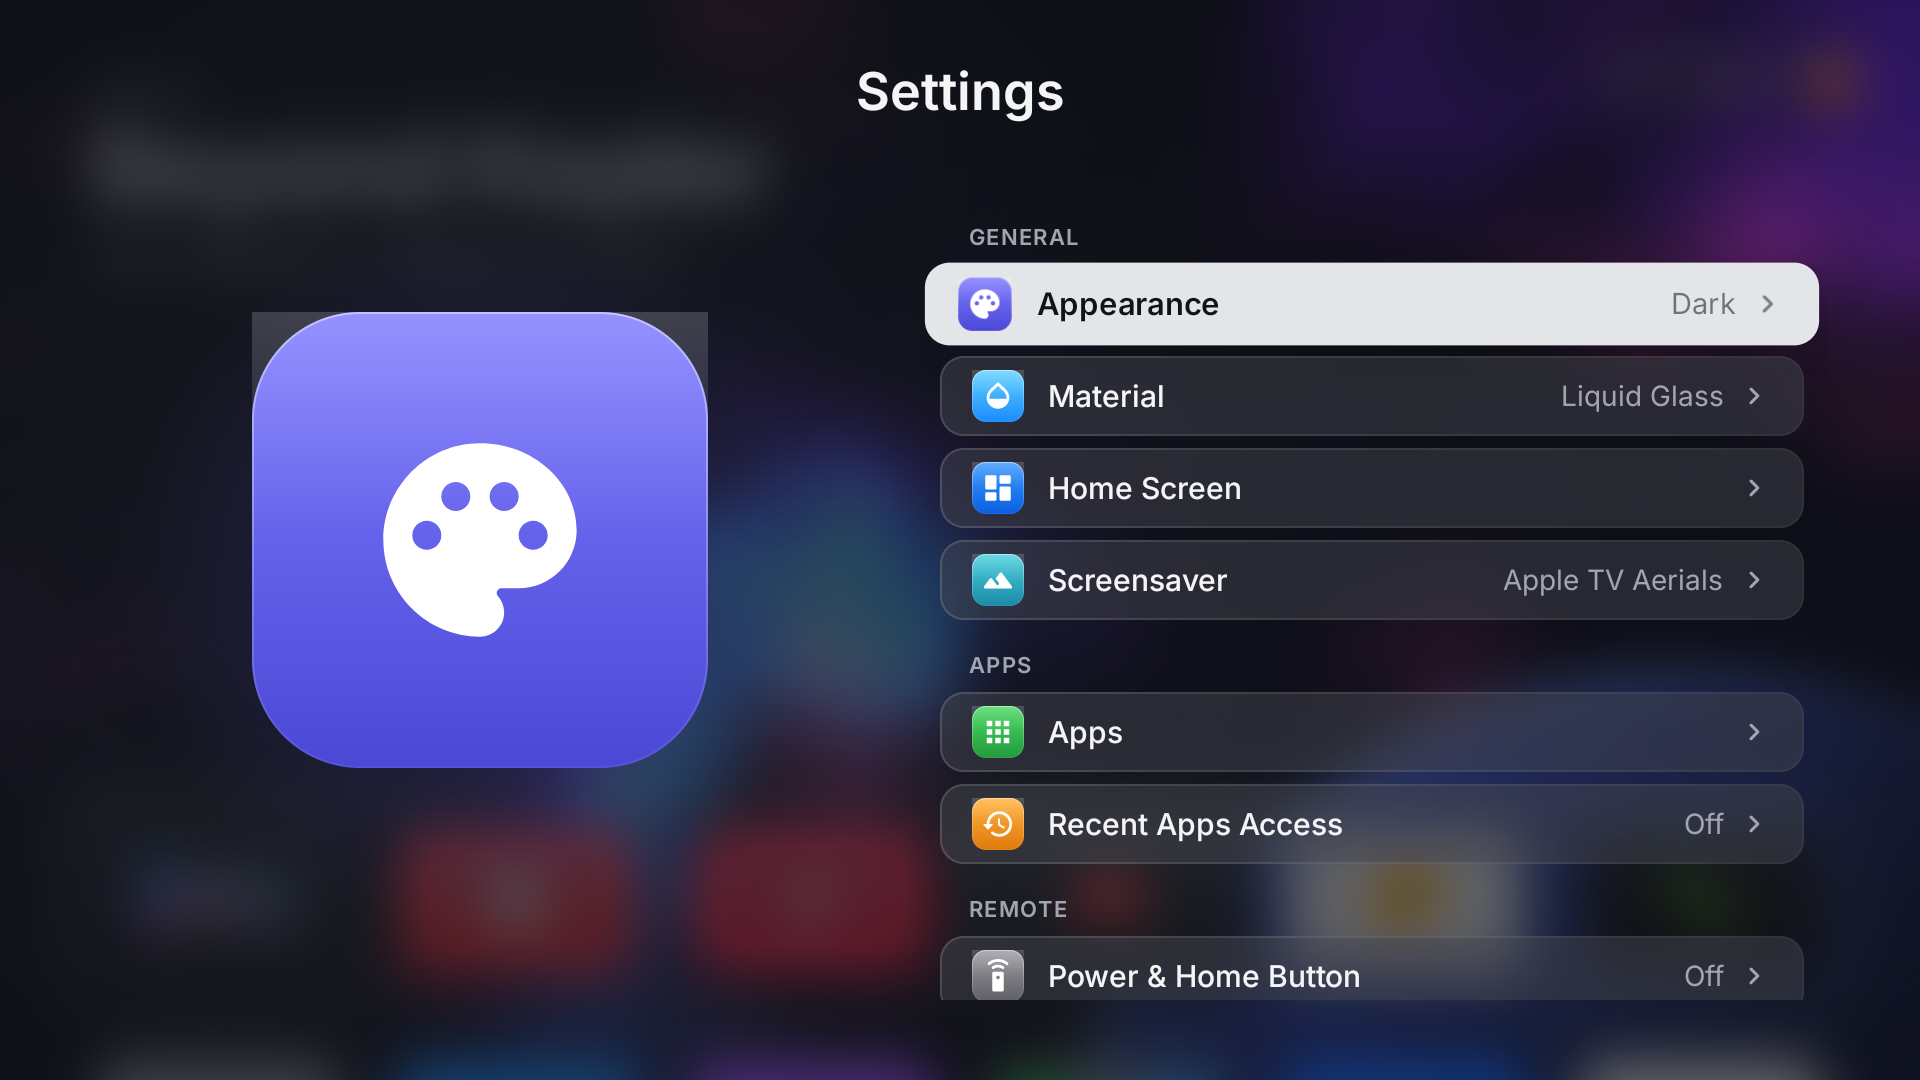 Settings
GENERAL
Appearance Dark
Material Liquid Glass
Home Screen
Screensaver Apple TV Aerials
APPS
Apps
Recent Apps Access Off
REMOTE
Power & Home Button Off